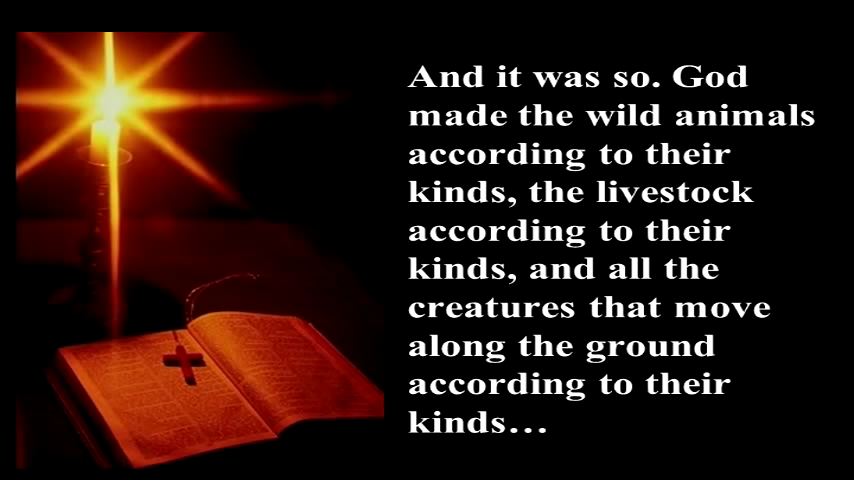 And it was so. God
made the wild animals
according to their
kinds, the livestock
according to their
kinds, and all the
creatures that move
along the ground
according to their
kinds…